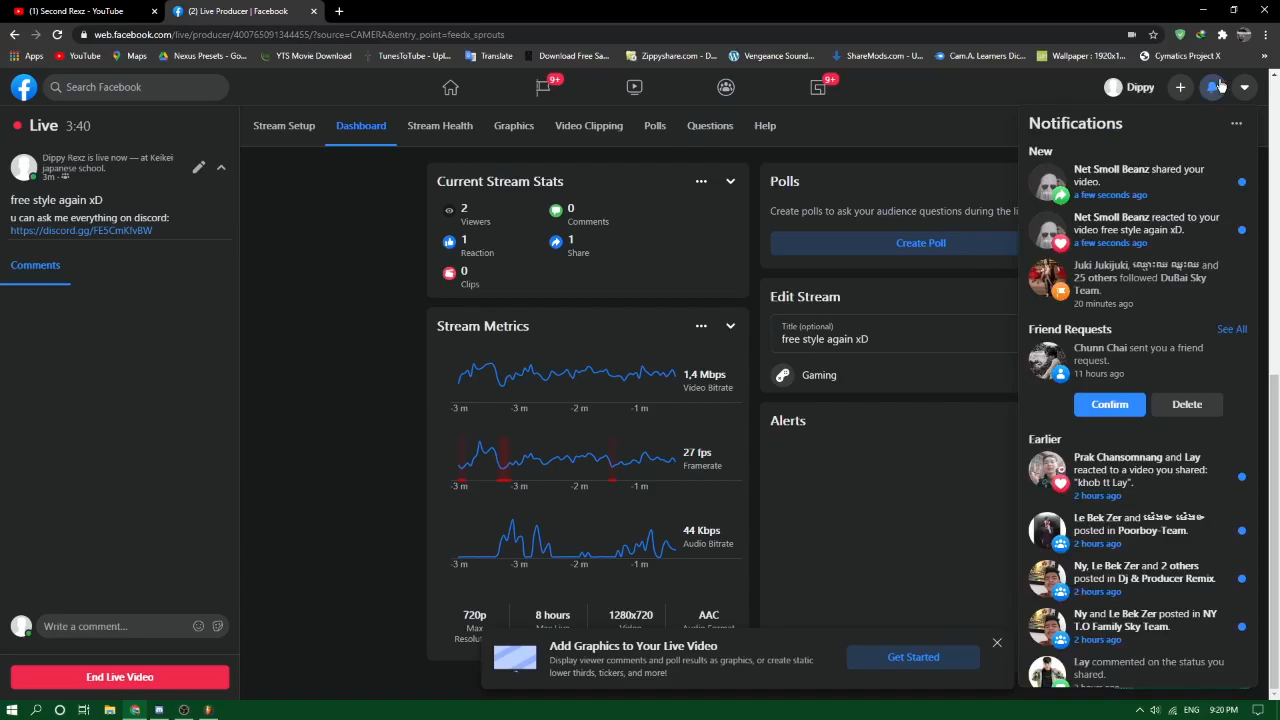 (1) Second Rexz - YouTube
(2) Live Producer | Facebook
web.facebook.com/live/producer/400765091344455/?source=CAMERA&entry_point=feedx_sprouts
Apps
YouTube
Maps
Nexus Presets - Go...
YTS Movie Download
TunesToTube - Upl...
Translate
Download Free Sa...
Zippyshare.com - ...
Vengeance Sound...
ShareMods.com - U...
Cam.A. Learners Dic...
Wallpaper : 1920x1...
Cymatics Project X
Search Facebook
9+
9+
Dippy
Live 3:40
Dippy Rexz is live now — at Keikei
japanese school.
3m
free style again xD
u can ask me everything on discord:
https://discord.gg/FE5CmKfvBW
Comments
Write a comment...
End Live Video
Stream Setup
Dashboard
Stream Health
Graphics
Video Clipping
Polls
Questions
Help
Current Stream Stats
2
Viewers
0
Comments
1
Reaction
1
Share
0
Clips
Stream Metrics
1,4 Mbps
Video Bitrate
-3 m -3 m -2 m -1 m
27 fps
Framerate
-3 m -3 m -2 m -1 m
44 Kbps
Audio Bitrate
-3 m -3 m -2 m -1 m
720p
Max
8 hours
1280x720
AAC
Polls
Create polls to ask your audience questions during the li
Create Poll
Edit Stream
Title (optional)
free style again xD
Gaming
Alerts
Add Graphics to Your Live Video
Display viewer comments and poll results as graphics, or create static
lower thirds, tickers, and more!
Get Started
Notifications
New
Net Smoll Beanz shared your
video.
a few seconds ago
Net Smoll Beanz reacted to your
video free style again xD.
a few seconds ago
Juki Jukijuki, and
25 others followed DuBai Sky
Team.
20 minutes ago
Friend Requests
See All
Chunn Chai sent you a friend
request.
11 hours ago
Confirm
Delete
Earlier
Prak Chansomnang and Lay
reacted to a video you shared:
"khob tt Lay".
2 hours ago
Le Bek Zer and
posted in Poorboy-Team.
2 hours ago
Ny, Le Bek Zer and 2 others
posted in Dj & Producer Remix.
2 hours ago
Ny and Le Bek Zer posted in NY
T.O Family Sky Team.
2 hours ago
Lay commented on the status you
shared.
ENG
9:20 PM